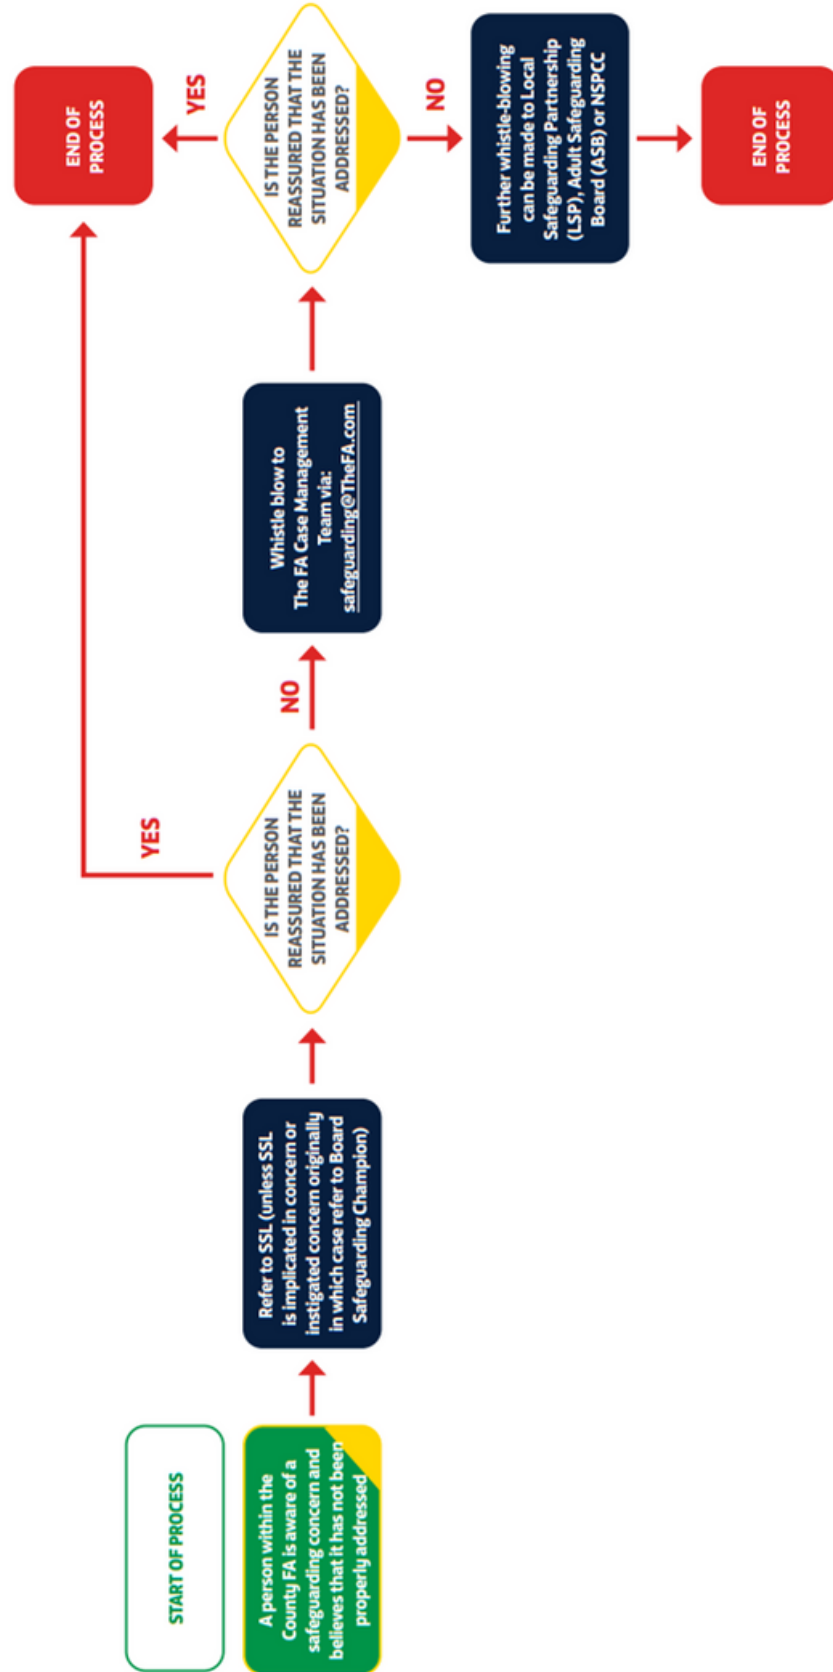 START OF PROCESS
A person within the
County FA is aware of a
safeguarding concern and
believes that it has not been
properly addressed
Refer to SSL (unless SSL
is implicated in concern or
instigated concern originally
in which case refer to Board
Safeguarding Champion)
IS THE PERSON
REASSURED THAT THE
SITUATION HAS BEEN
ADDRESSED?
YES
NO
Whistle blow to
The FA Case Management
Team via:
safeguarding@TheFA.com
IS THE PERSON
REASSURED THAT THE
SITUATION HAS BEEN
ADDRESSED?
YES
END OF
PROCESS
NO
Further whistle-blowing
can be made to Local
Safeguarding Partnership
(LSP), Adult Safeguarding
Board (ASB) or NSPCC
END OF
PROCESS